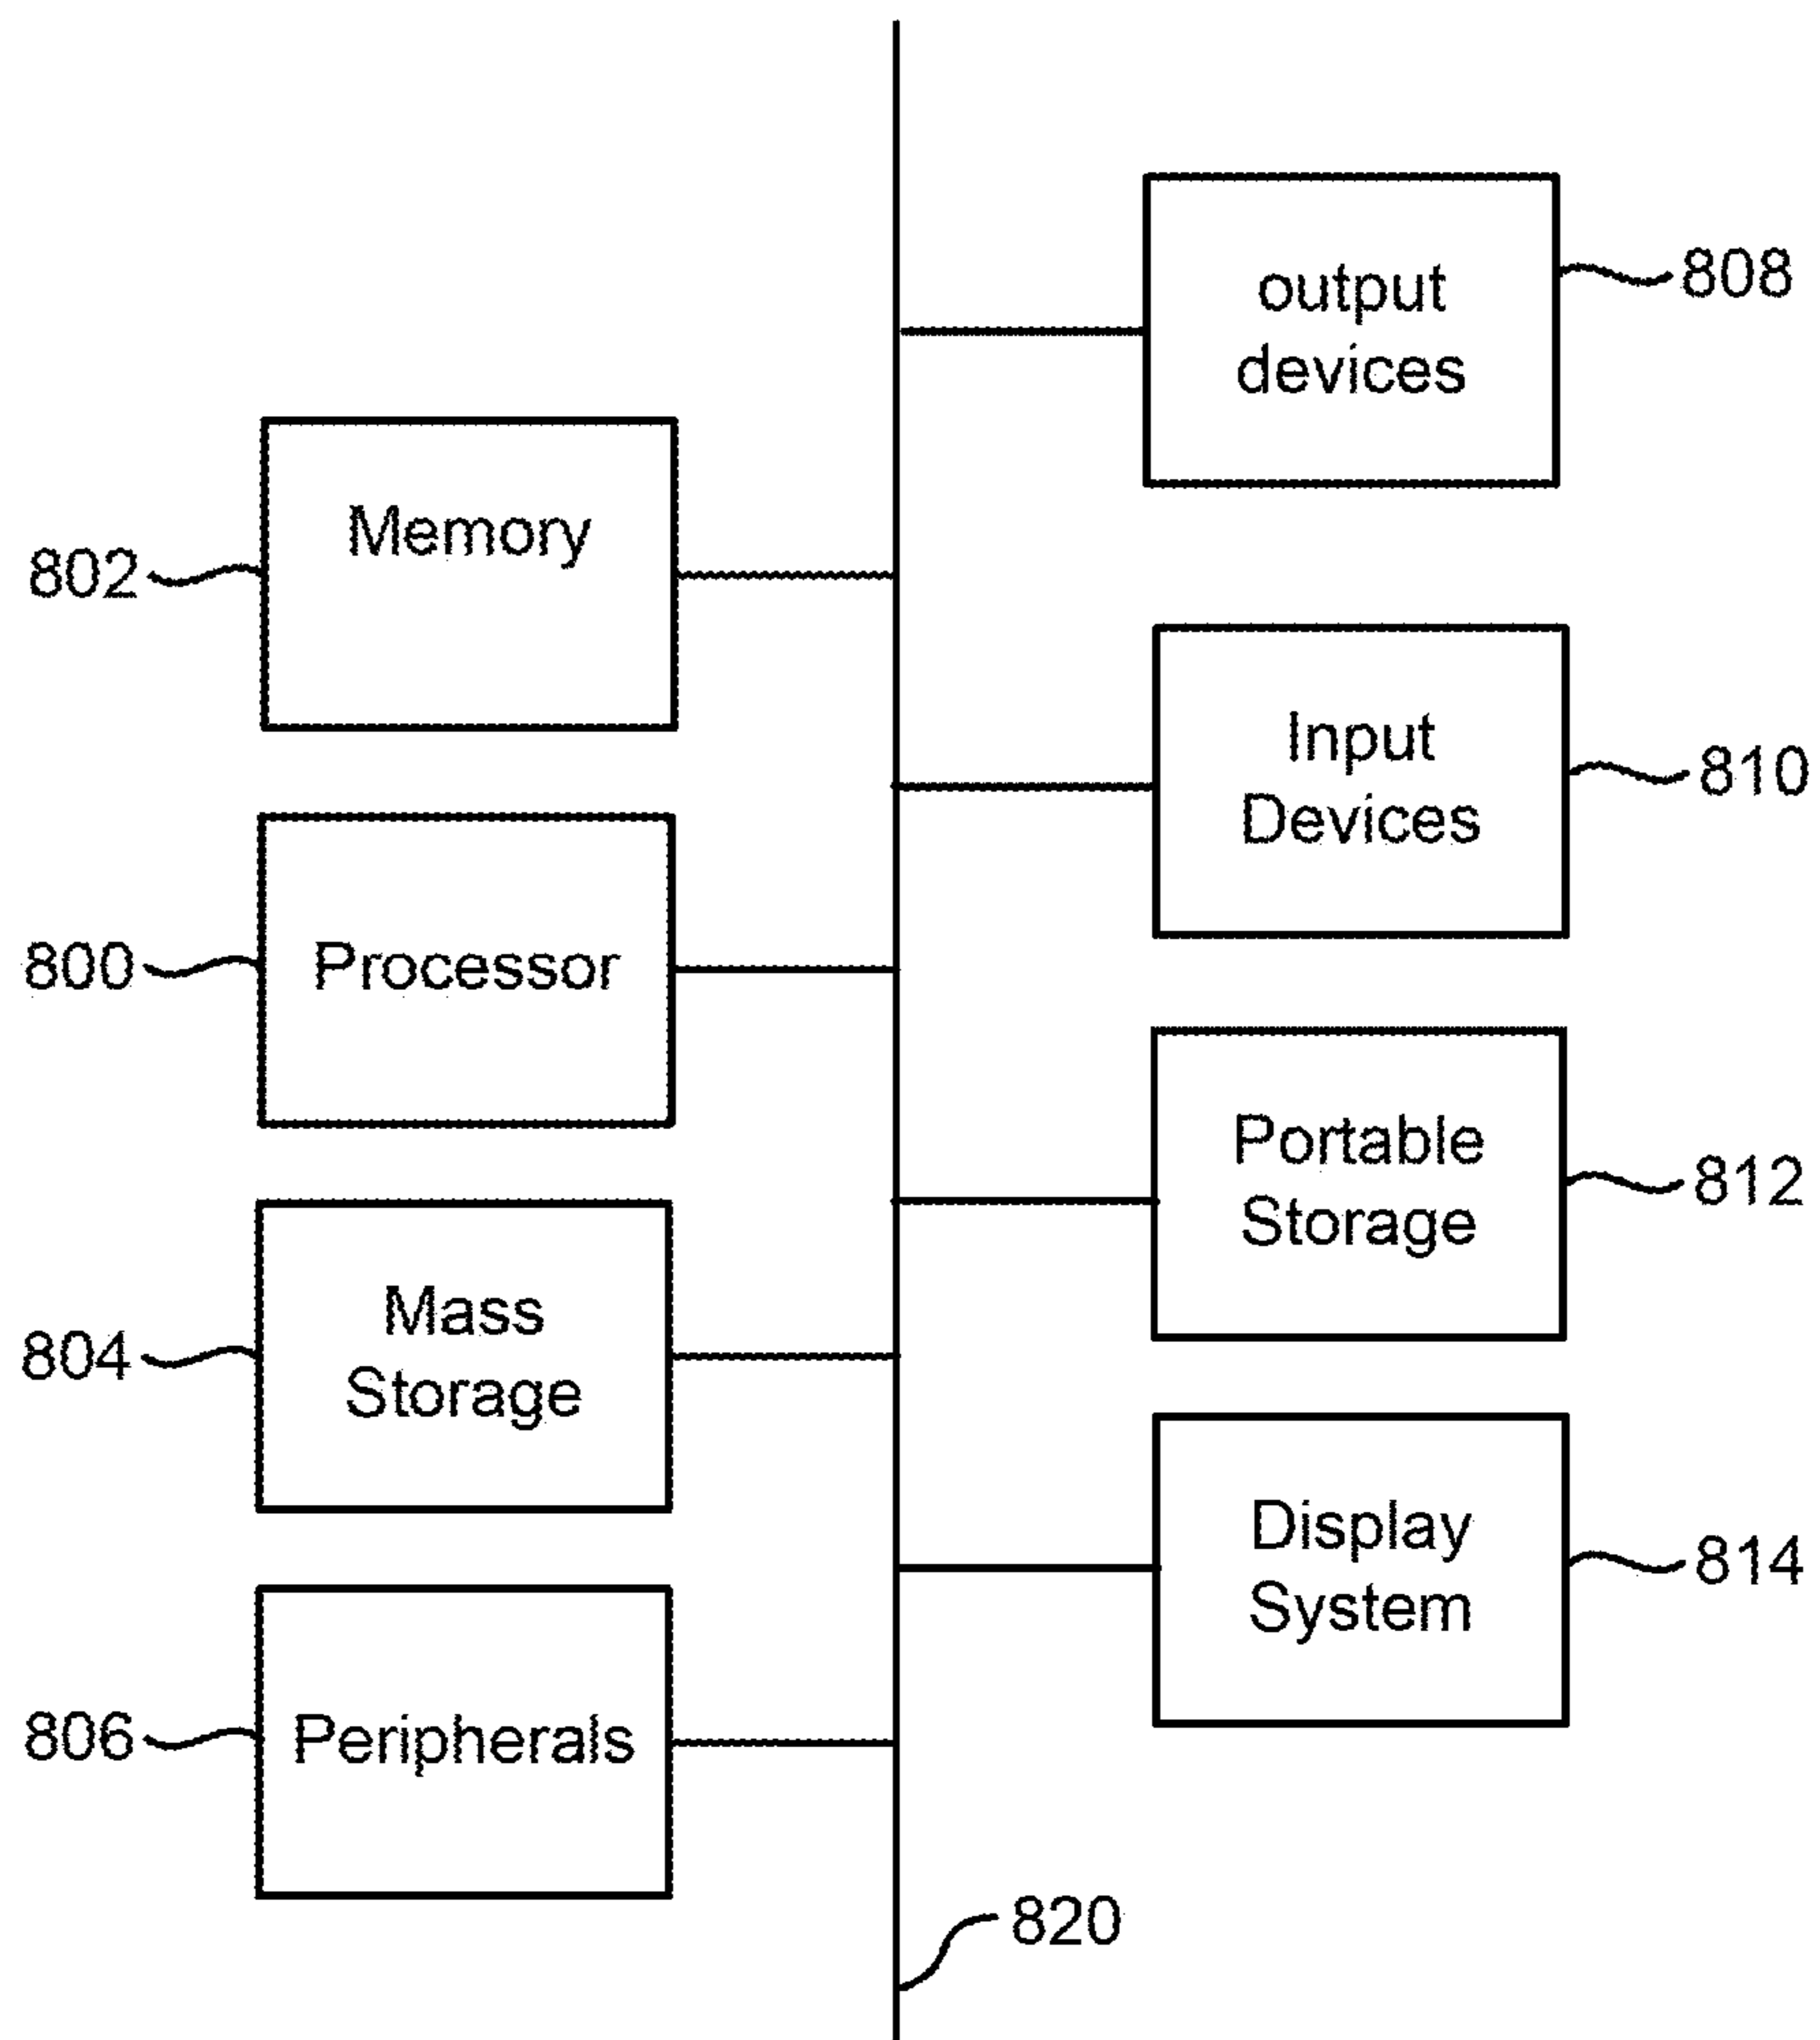 output
devices
808
Memory
802
Input
Devices
810
800
Processor
Portable
Storage
812
Mass
Storage
804
Display
System
814
806
Peripherals
820